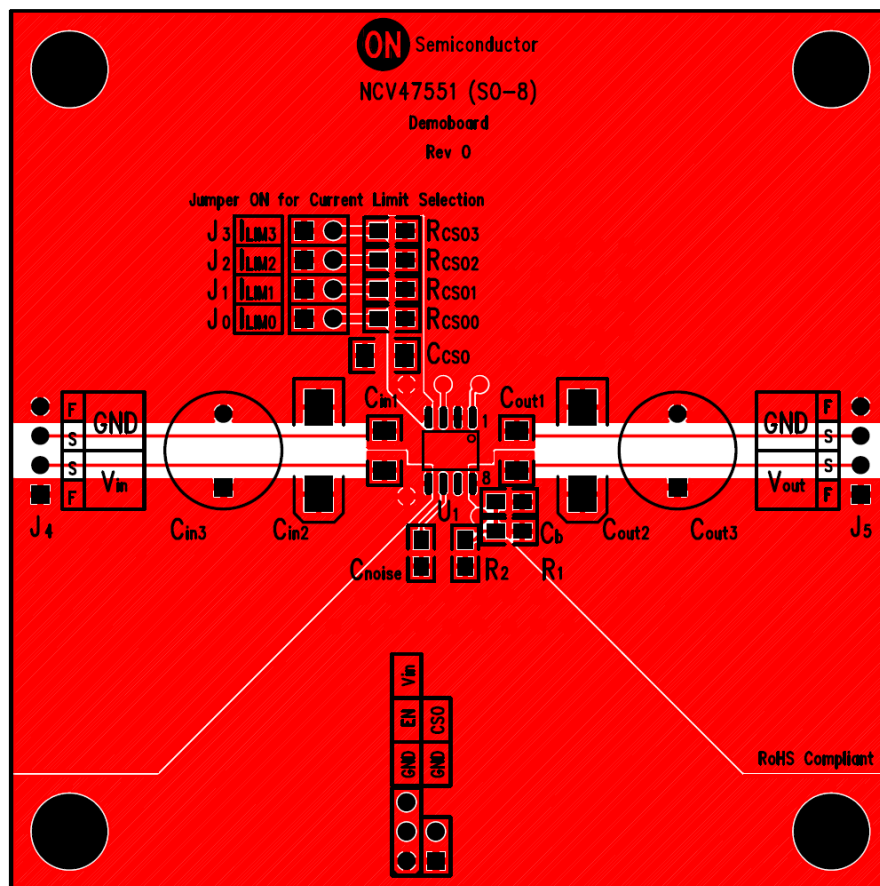 ON Semiconductor
NCV47551 (SO-8)
Demoboard
Rev 0
Jumper ON for Current Limit Selection
J3 ILIM3 RCSO3
J2 ILIM2 RCSO2
J1 ILIM1 RCSO1
J0 ILIM0 RCSO0
CCSO
Cin1 Cout1
F GND 1 GND F
S S
S Vin Vout S
F 8 F
J4 Cin3 Cin2 U1 Cb Cout2 Cout3 J5
Cnoise R2 R1
Vin
EN CSO
GND GND
RoHS Compliant